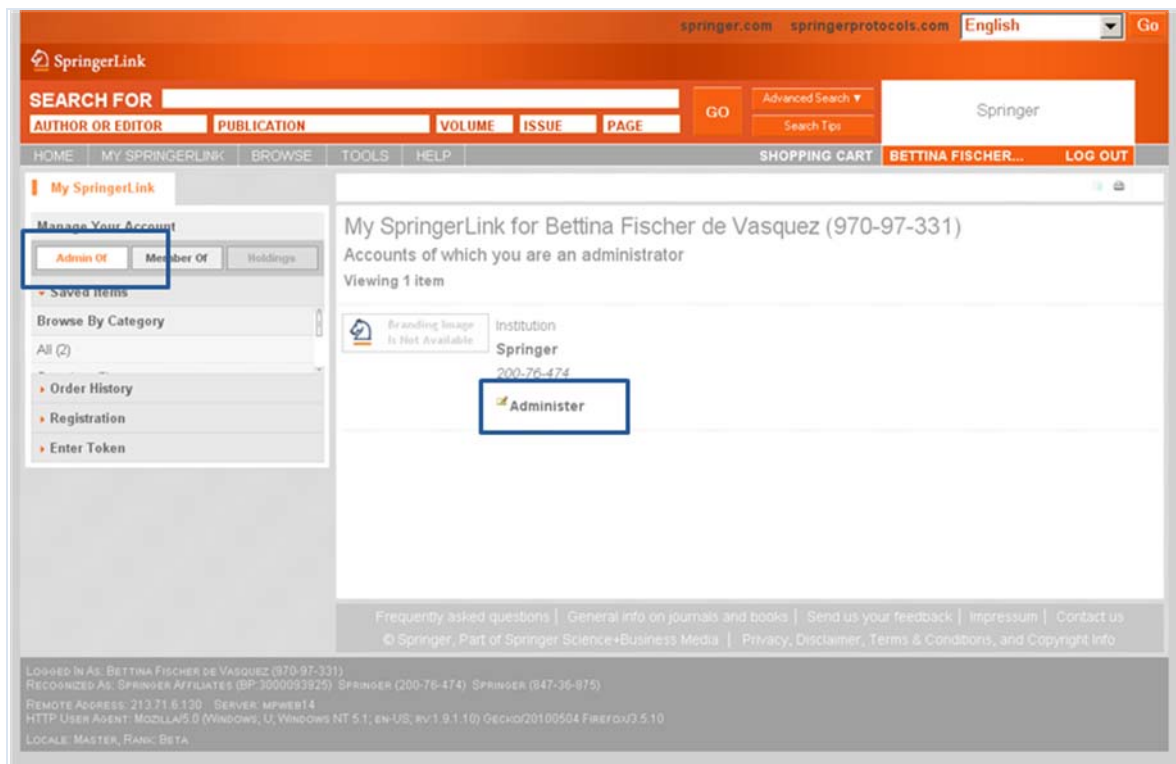 springer.com springerprotocols.com English Go
SpringerLink
SEARCH FOR GO Advanced Search ▼ Springer
AUTHOR OR EDITOR PUBLICATION VOLUME ISSUE PAGE Search Tips
HOME MY SPRINGERLINK BROWSE TOOLS HELP SHOPPING CART BETTINA FISCHER... LOG OUT
My SpringerLink
Manage Your Account
Admin Of Member Of Holdings
Saved Items
Browse By Category
All (2)
Order History
Registration
Enter Token
My SpringerLink for Bettina Fischer de Vasquez (970-97-331)
Accounts of which you are an administrator
Viewing 1 item
Branding Image
Is Not Available
Institution
Springer
200-76-474
Administer
Frequently asked questions | General info on journals and books | Send us your feedback | Impressum | Contact us
© Springer, Part of Springer Science+Business Media | Privacy, Disclaimer, Terms & Conditions, and Copyright Info
LOGGED IN AS: BETTINA FISCHER DE VASQUEZ (970-97-331)
RECOGNIZED AS: SPRINGER AFFILIATES (BP:3000093925) SPRINGER (200-76-474) SPRINGER (847-36-875)
REMOTE ADDRESS: 213.71.6.130 SERVER: MPWEB14
HTTP USER AGENT: MOZILLA/5.0 (WINDOWS; U; WINDOWS NT 5.1; EN-US; RV:1.9.1.10) GECKO/20100504 FIREFOX/3.5.10
LOCALE: MASTER, RANK: BETA